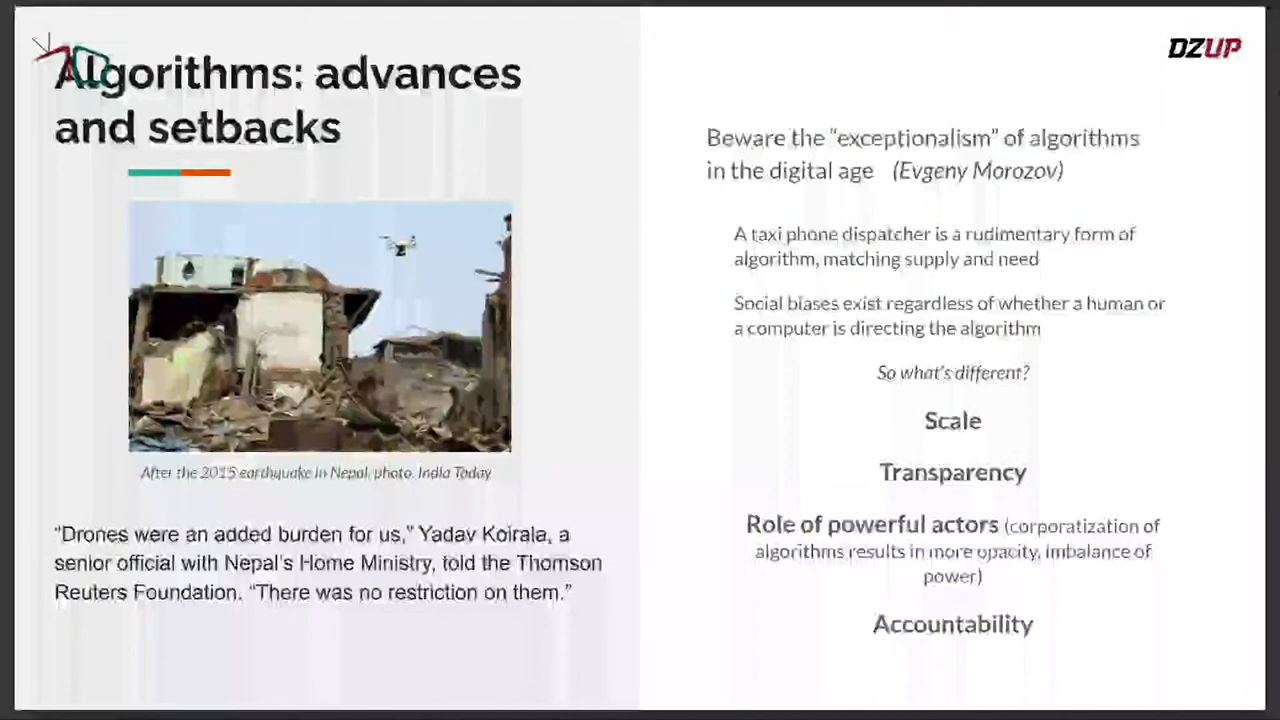 Algorithms: advances
and setbacks
After the 2015 earthquake in Nepal, photo. India Today
"Drones were an added burden for us," Yadav Koirala, a
senior official with Nepal's Home Ministry, told the Thomson
Reuters Foundation. "There was no restriction on them."
DZUP
Beware the "exceptionalism" of algorithms
in the digital age (Evgeny Morozov)
A taxi phone dispatcher is a rudimentary form of
algorithm, matching supply and need
Social biases exist regardless of whether a human or
a computer is directing the algorithm
So what's different?
Scale
Transparency
Role of powerful actors (corporatization of
algorithms results in more opacity, imbalance of
power)
Accountability